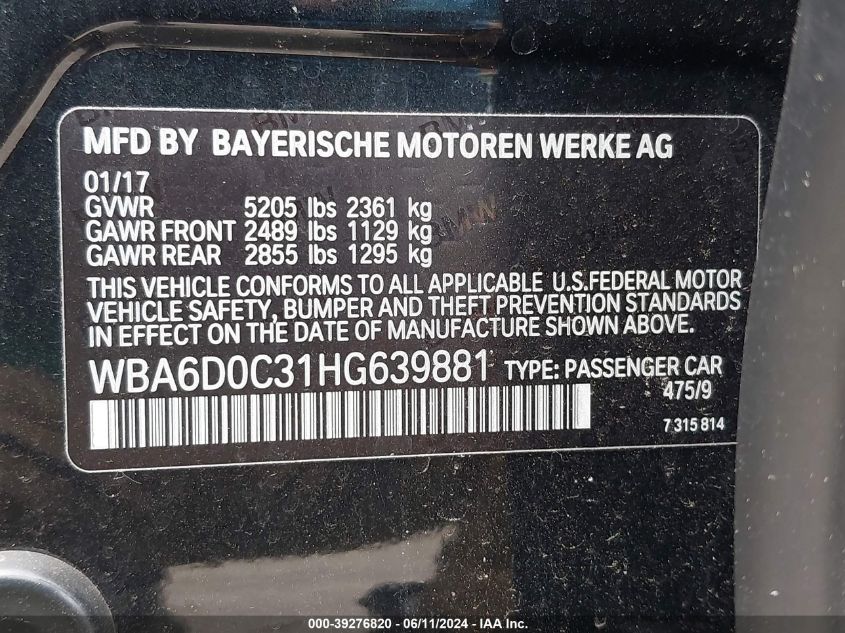 MFD BY BAYERISCHE MOTOREN WERKE AG
01/17
GVWR 5205 lbs 2361 kg
GAWR FRONT 2489 lbs 1129 kg
GAWR REAR 2855 lbs 1295 kg
THIS VEHICLE CONFORMS TO ALL APPLICABLE U.S.FEDERAL MOTOR
VEHICLE SAFETY, BUMPER AND THEFT PREVENTION STANDARDS
IN EFFECT ON THE DATE OF MANUFACTURE SHOWN ABOVE.
WBA6D0C31HG639881 TYPE: PASSENGER CAR
475/9
7 315 814
000-39276820 - 06/11/2024 - IAAI.com